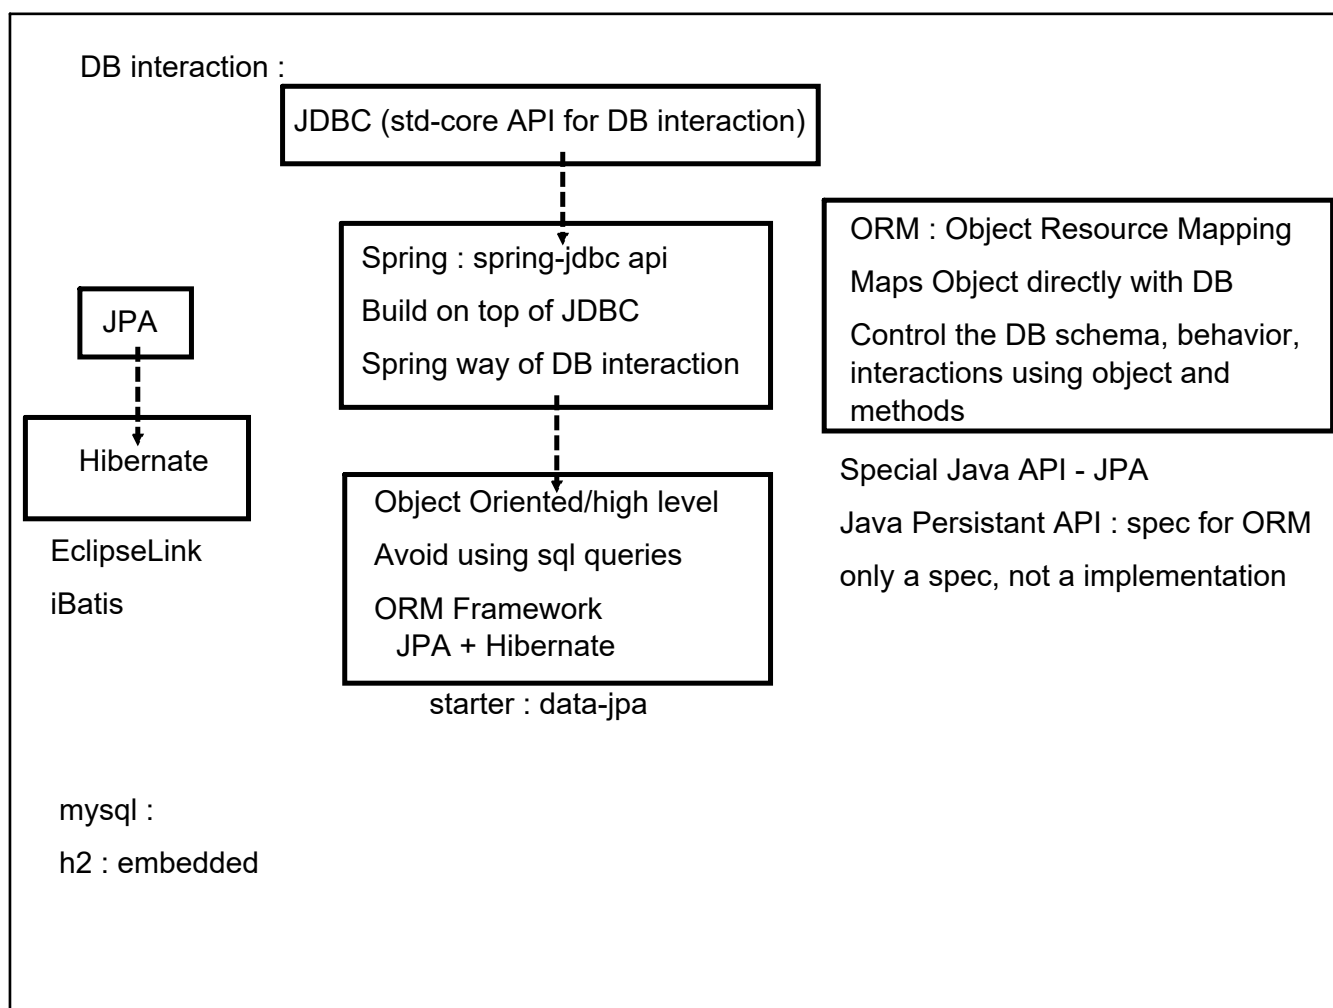 DB interaction :
JDBC (std-core API for DB interaction)
Spring : spring-jdbc api
Build on top of JDBC
Spring way of DB interaction
ORM : Object Resource Mapping
Maps Object directly with DB
Control the DB schema, behavior,
interactions using object and
methods
JPA
Hibernate
EclipseLink
iBatis
Object Oriented/high level
Avoid using sql queries
ORM Framework
JPA + Hibernate
starter : data-jpa
Special Java API - JPA
Java Persistant API : spec for ORM
only a spec, not a implementation
mysql :
h2 : embedded